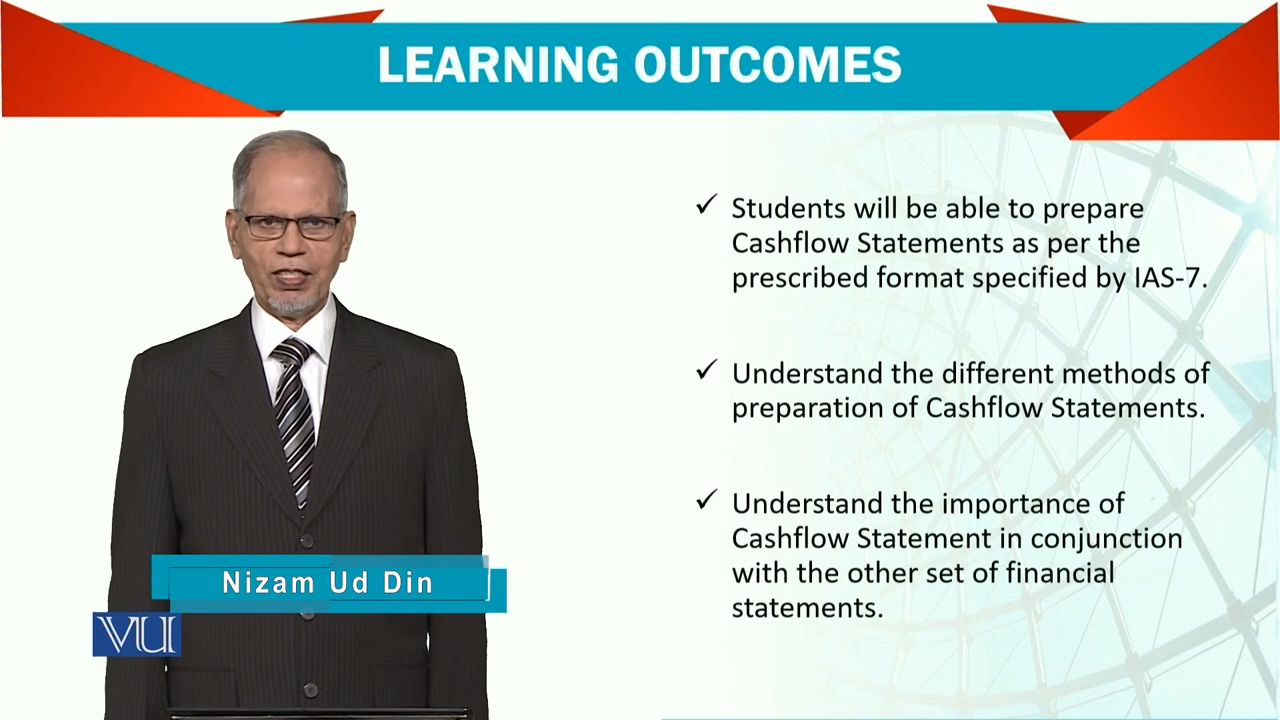 LEARNING OUTCOMES
✓ Students will be able to prepare
Cashflow Statements as per the
prescribed format specified by IAS-7.
✓ Understand the different methods of
preparation of Cashflow Statements.
✓ Understand the importance of
Cashflow Statement in conjunction
with the other set of financial
statements.
Nizam Ud Din
VU